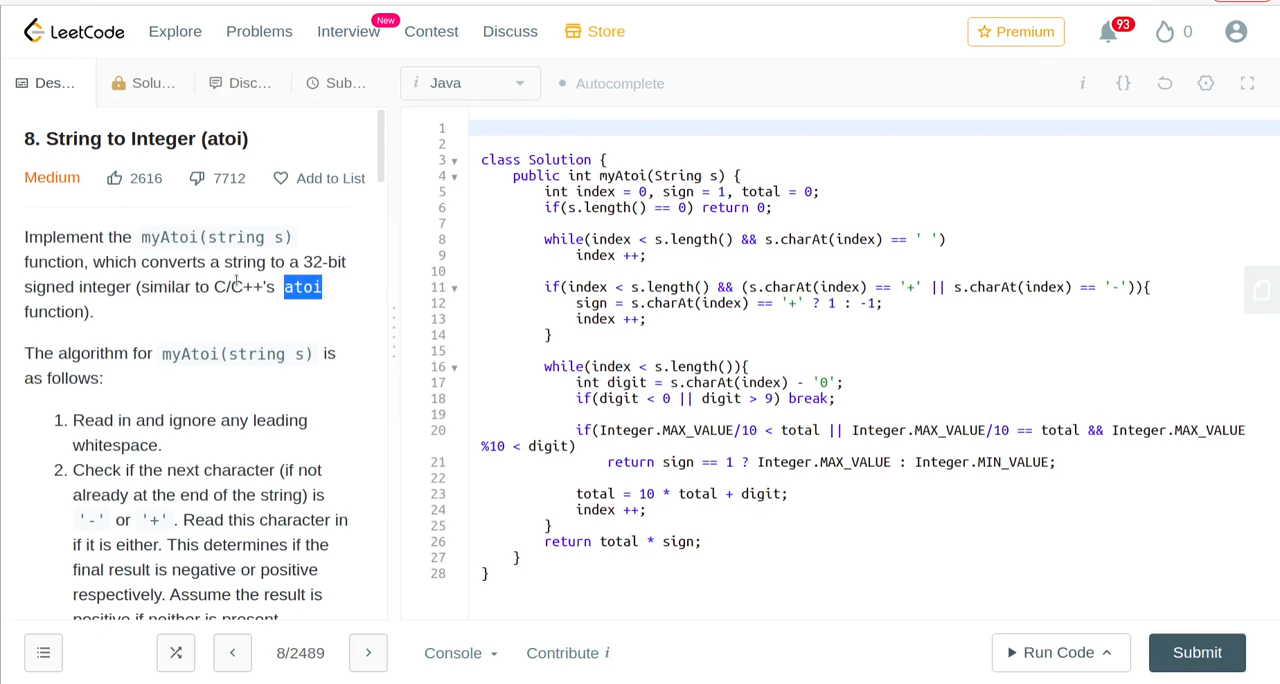 LeetCode Explore Problems Interview New Contest Discuss Store Premium 93 0
Des... Solu... Disc... Sub... i Java Autocomplete i {}
8. String to Integer (atoi)
Medium 2616 7712 Add to List
Implement the myAtoi(string s)
function, which converts a string to a 32-bit
signed integer (similar to C/C++'s atoi
function).
The algorithm for myAtoi(string s) is
as follows:
1. Read in and ignore any leading
whitespace.
2. Check if the next character (if not
already at the end of the string) is
'-' or '+'. Read this character in
if it is either. This determines if the
final result is negative or positive
respectively. Assume the result is
positive if neither is present.
1
2
3 class Solution {
4 public int myAtoi(String s) {
5 int index = 0, sign = 1, total = 0;
6 if(s.length() == 0) return 0;
7
8 while(index < s.length() && s.charAt(index) == ' ')
9 index ++;
10
11 if(index < s.length() && (s.charAt(index) == '+' || s.charAt(index) == '-')){
12 sign = s.charAt(index) == '+' ? 1 : -1;
13 index ++;
14 }
15
16 while(index < s.length()){
17 int digit = s.charAt(index) - '0';
18 if(digit < 0 || digit > 9) break;
19
20 if(Integer.MAX_VALUE/10 < total || Integer.MAX_VALUE/10 == total && Integer.MAX_VALUE
%10 < digit)
21 return sign == 1 ? Integer.MAX_VALUE : Integer.MIN_VALUE;
22
23 total = 10 * total + digit;
24 index ++;
25 }
26 return total * sign;
27 }
28 }
8/2489 Console Contribute i Run Code Submit